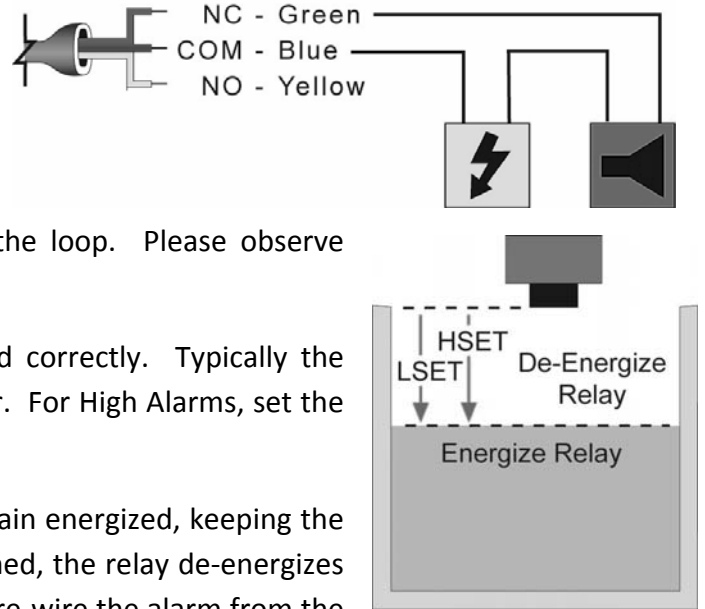 NC - Green
COM - Blue
NO - Yellow
the loop. Please observe
d correctly. Typically the
r. For High Alarms, set the
ain energized, keeping the
ned, the relay de-energizes
re-wire the alarm from the
HSET
LSET
De-Energize
Relay
Energize Relay